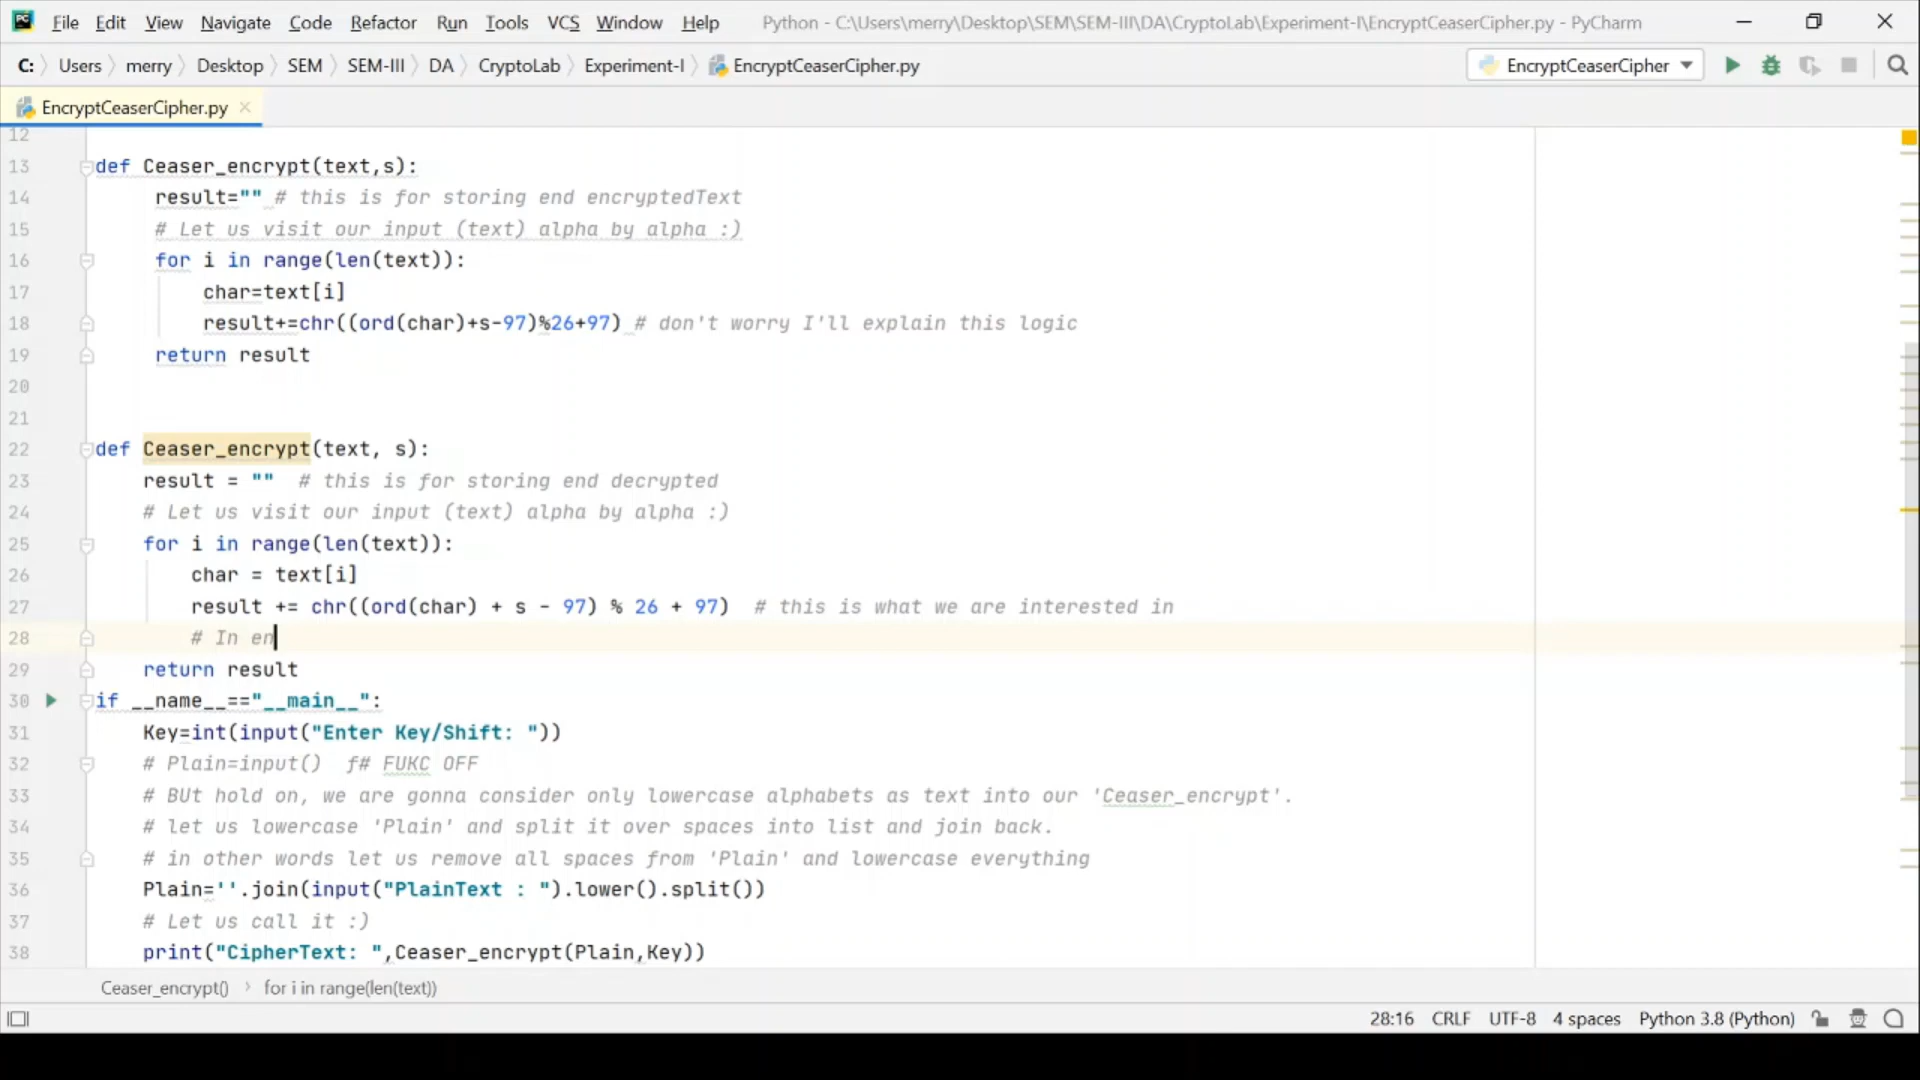 File Edit View Navigate Code Refactor Run Tools VCS Window Help Python - C:\Users\merry\Desktop\SEM\SEM-III\DA\CryptoLab\Experiment-I\EncryptCeaserCipher.py - PyCharm
C: Users merry Desktop SEM SEM-III DA CryptoLab Experiment-I EncryptCeaserCipher.py EncryptCeaserCipher
EncryptCeaserCipher.py
12
13 def Ceaser_encrypt(text,s):
14 result="" # this is for storing end encryptedText
15 # Let us visit our input (text) alpha by alpha :)
16 for i in range(len(text)):
17 char=text[i]
18 result+=chr((ord(char)+s-97)%26+97) # don't worry I'll explain this logic
19 return result
20
21
22 def Ceaser_encrypt(text, s):
23 result = "" # this is for storing end decrypted
24 # Let us visit our input (text) alpha by alpha :)
25 for i in range(len(text)):
26 char = text[i]
27 result += chr((ord(char) + s - 97) % 26 + 97) # this is what we are interested in
28 # In en
29 return result
30 if __name__=="__main__":
31 Key=int(input("Enter Key/Shift: "))
32 # Plain=input() f# FUKC OFF
33 # BUt hold on, we are gonna consider only lowercase alphabets as text into our 'Ceaser_encrypt'.
34 # let us lowercase 'Plain' and split it over spaces into list and join back.
35 # in other words let us remove all spaces from 'Plain' and lowercase everything
36 Plain=''.join(input("PlainText : ").lower().split())
37 # Let us call it :)
38 print("CipherText: ",Ceaser_encrypt(Plain,Key))
Ceaser_encrypt() for i in range(len(text))
28:16 CRLF UTF-8 4 spaces Python 3.8 (Python)